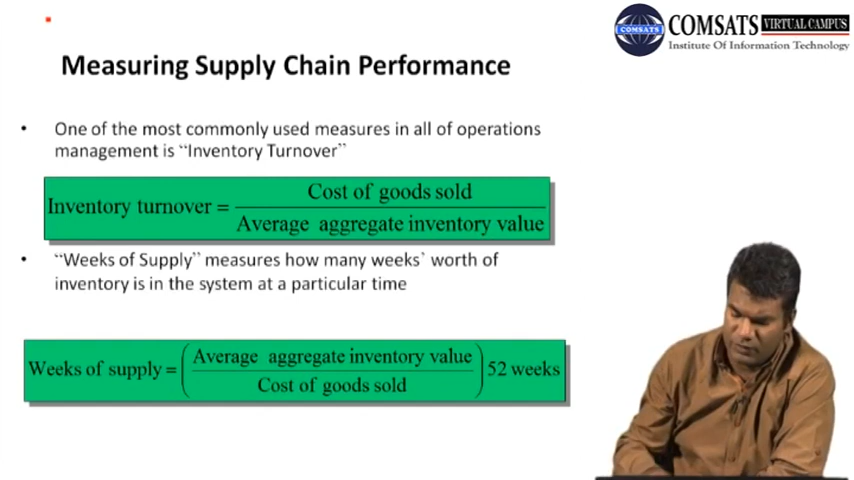 COMSATS VIRTUAL CAMPUS
COMSATS
Institute Of Information Technology
Measuring Supply Chain Performance
• One of the most commonly used measures in all of operations
management is “Inventory Turnover”
Inventory turnover = Cost of goods sold
Average aggregate inventory value
• “Weeks of Supply” measures how many weeks’ worth of
inventory is in the system at a particular time
Weeks of supply = ( Average aggregate inventory value
Cost of goods sold ) 52 weeks